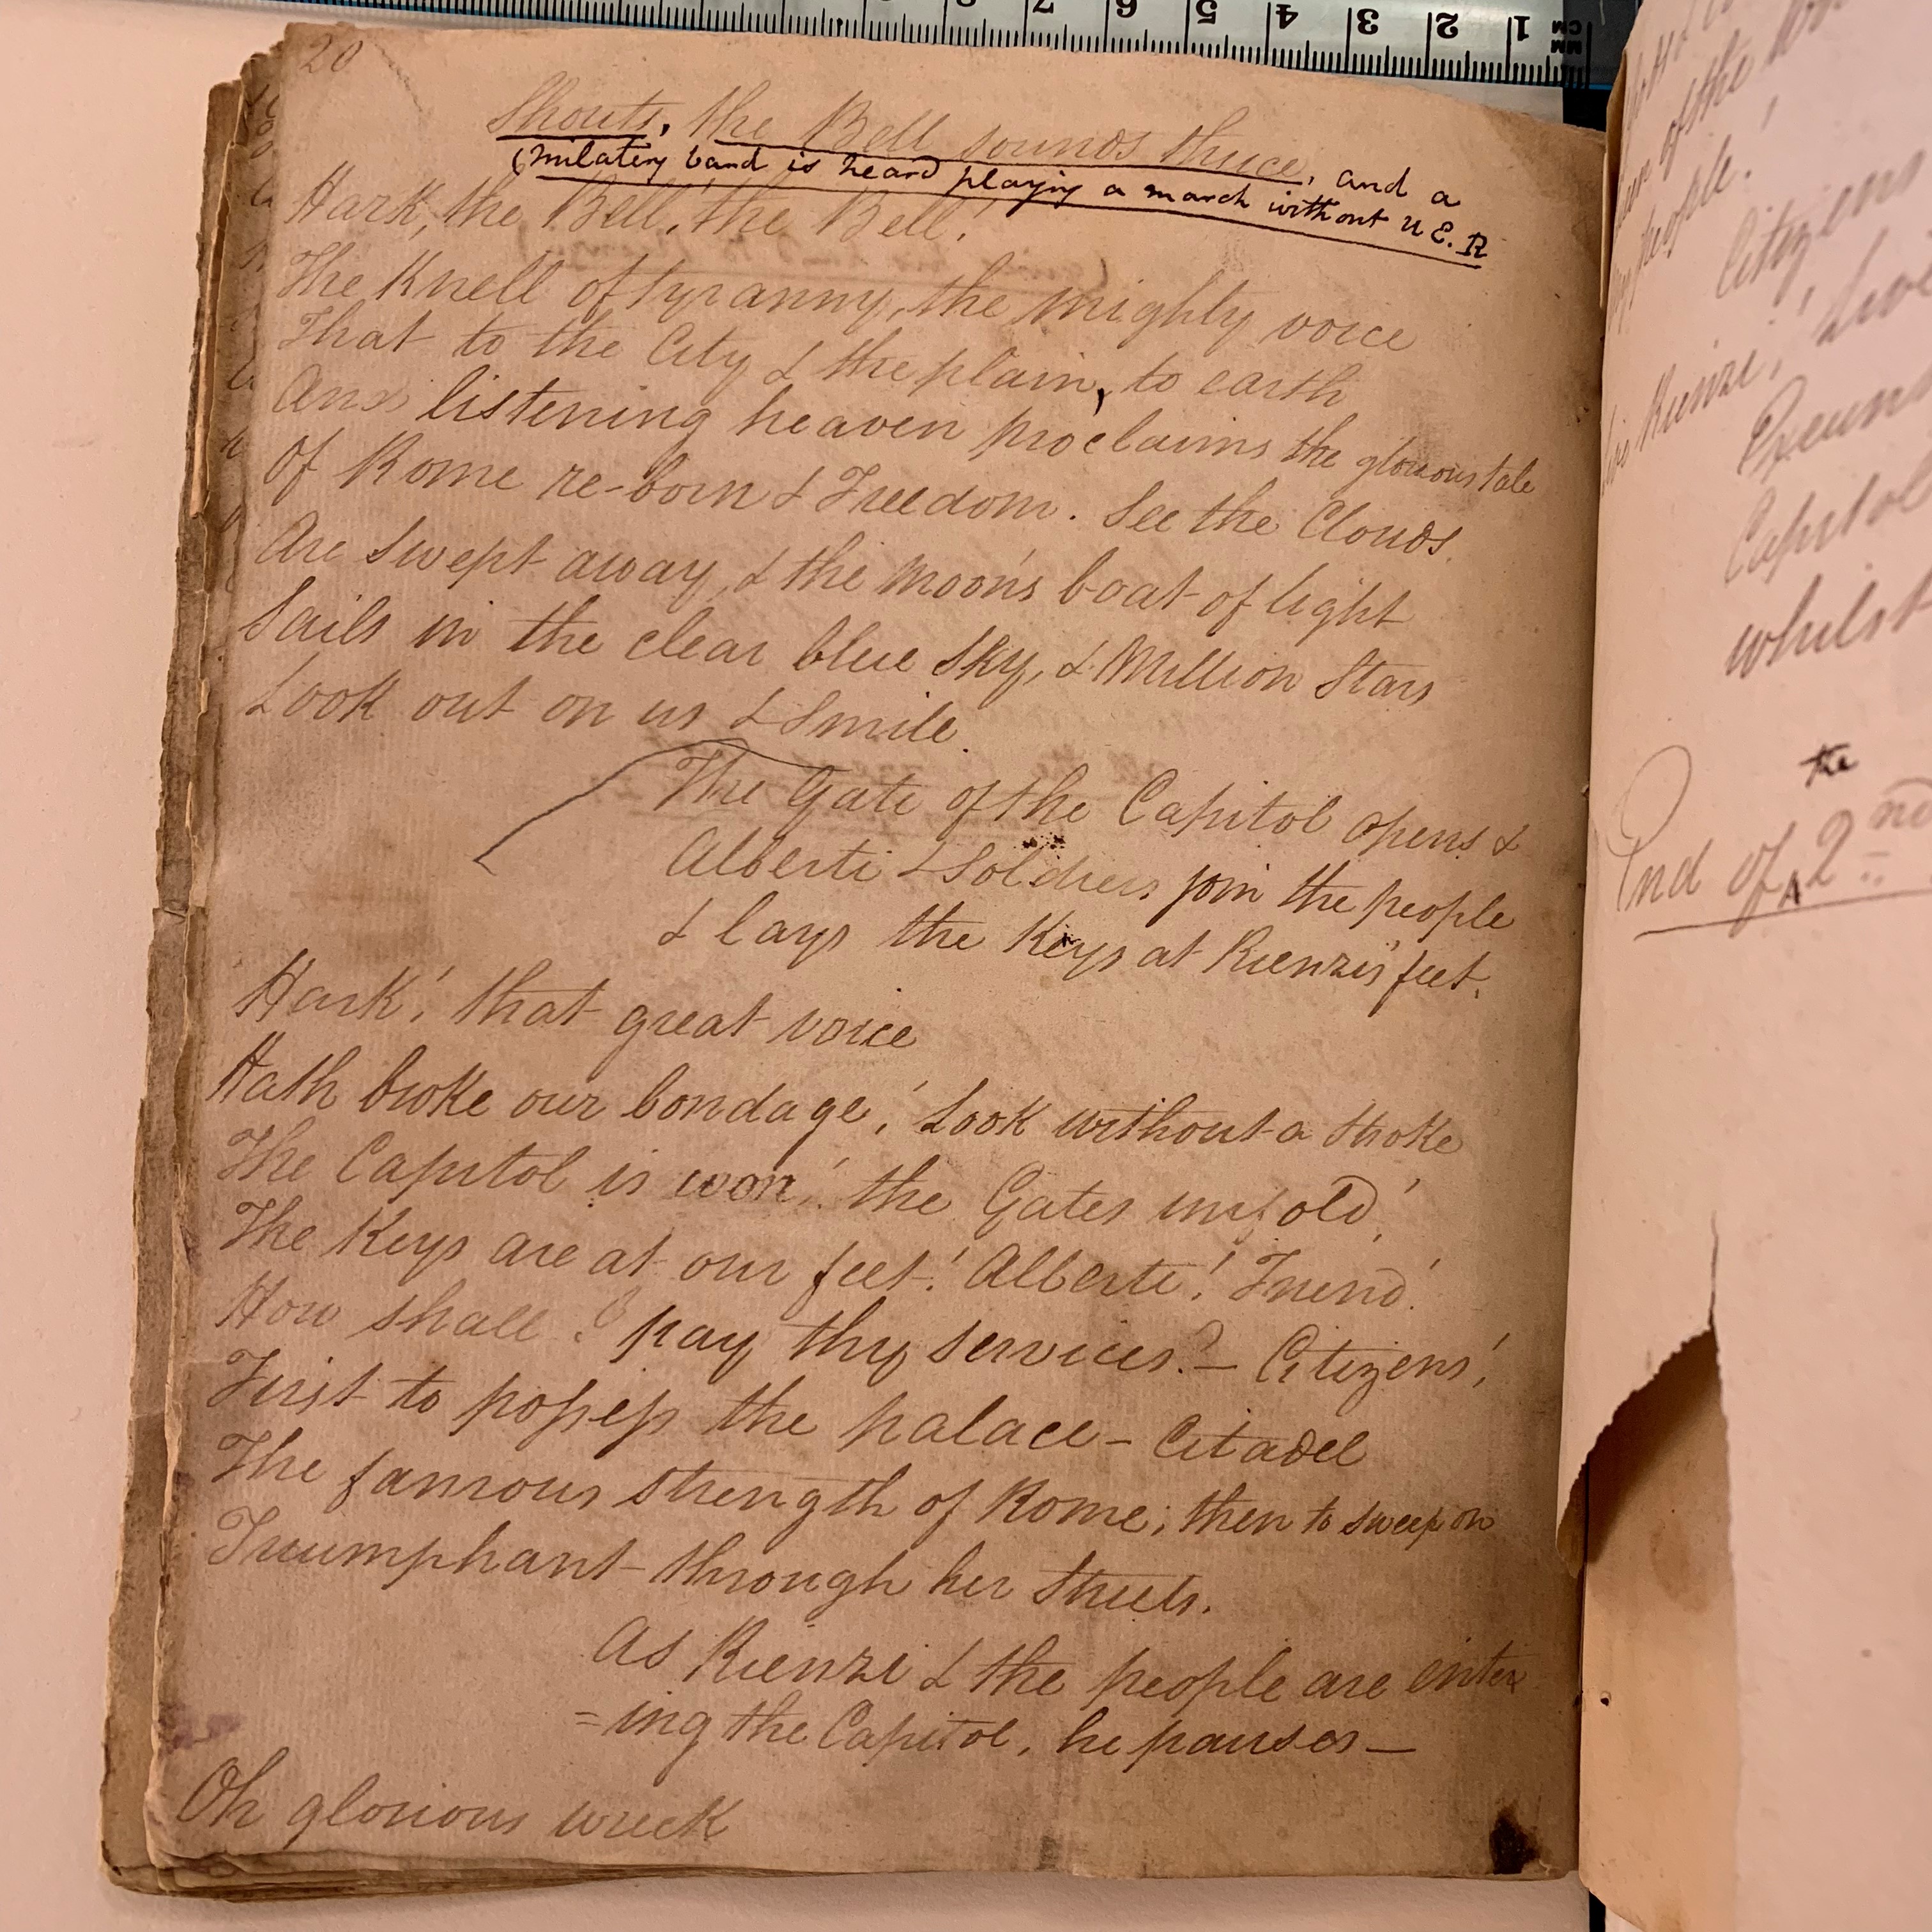 20
Shouts, the Bell sounds thrice, and a
(milatery band is heard playing a march without U.E.R
Hark, the Bell, the Bell!
The Knell of tyranny, the mighty voice
That to the City & the plain, to earth
And listening heaven proclaims the glorious tale
Of Rome re-born & Freedom. See the Clouds
Are swept away, & the Moon's boat of light
Sails in the clear blue sky, & Million Stars
Look out on us & Smile.
The Gate of the Capitol opens &
Alberti & Soldiers join the people
& lays the Keys at Rienzi's feet.
Hark! that great voice
Hath broke our bondage! Look without a stroke
The Capitol is won! the Gates unfold!
The Keys are at our feet! Alberti! Friend!
How shall I pay thy services? – Citizens!
First to possess the palace – Citadel
The famous strength of Rome; then to sweep on
Triumphant through her streets.
As Rienzi & the people are enter
=ing the Capitol, he pauses –
Oh glorious wreck
of the
people!
Citizens
Rienzi!
Exeunt
Capitol
whilst
the
End of 2nd
CM
MM
1
2
3
4
5
6
7
8